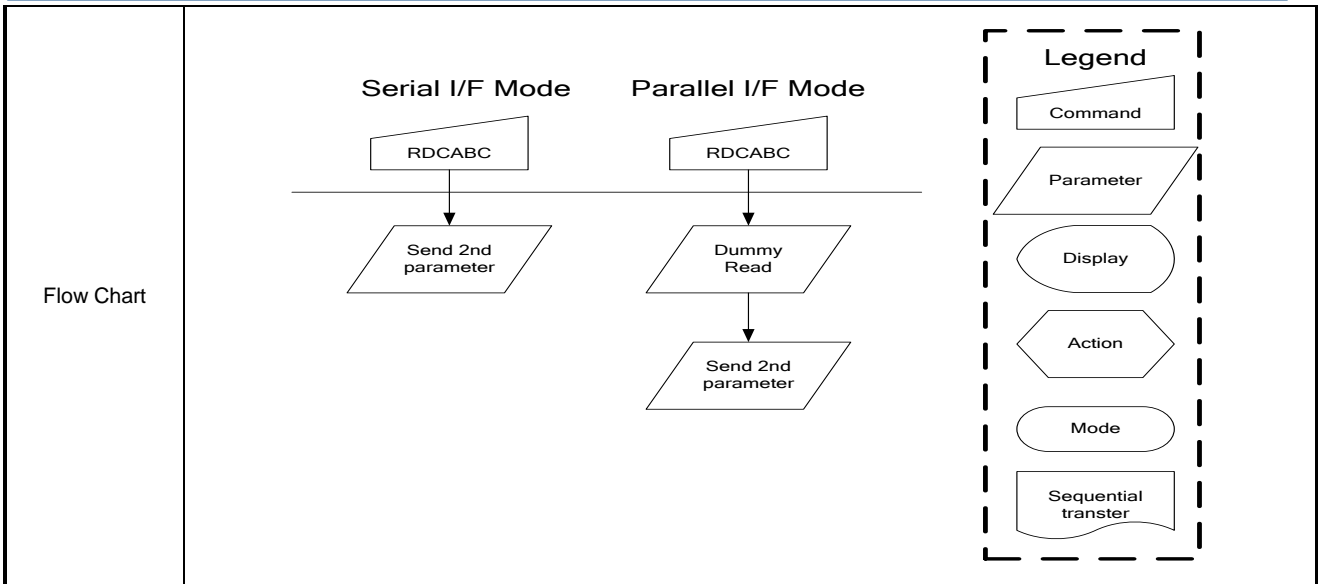 Flow Chart
Serial I/F Mode
RDCABC
Send 2nd
parameter
Parallel I/F Mode
RDCABC
Dummy
Read
Send 2nd
parameter
Legend
Command
Parameter
Display
Action
Mode
Sequential
transter